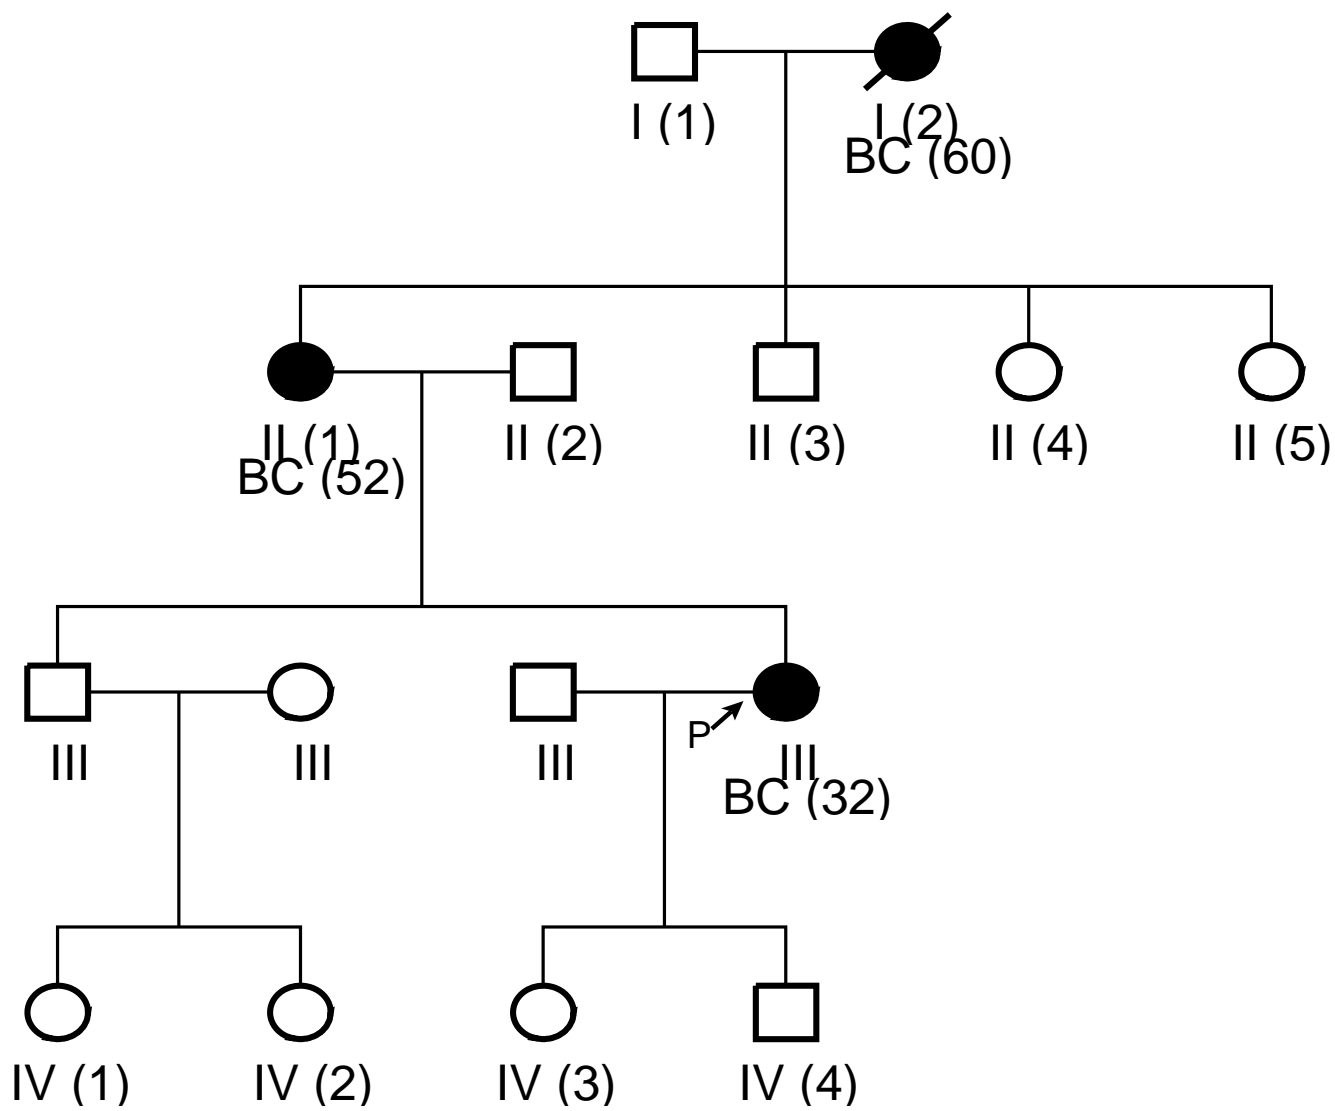 I (1)
I (2)
BC (60)
II (1)
BC (52)
II (2)
II (3)
II (4)
II (5)
III
III
III
P
III
BC (32)
IV (1)
IV (2)
IV (3)
IV (4)